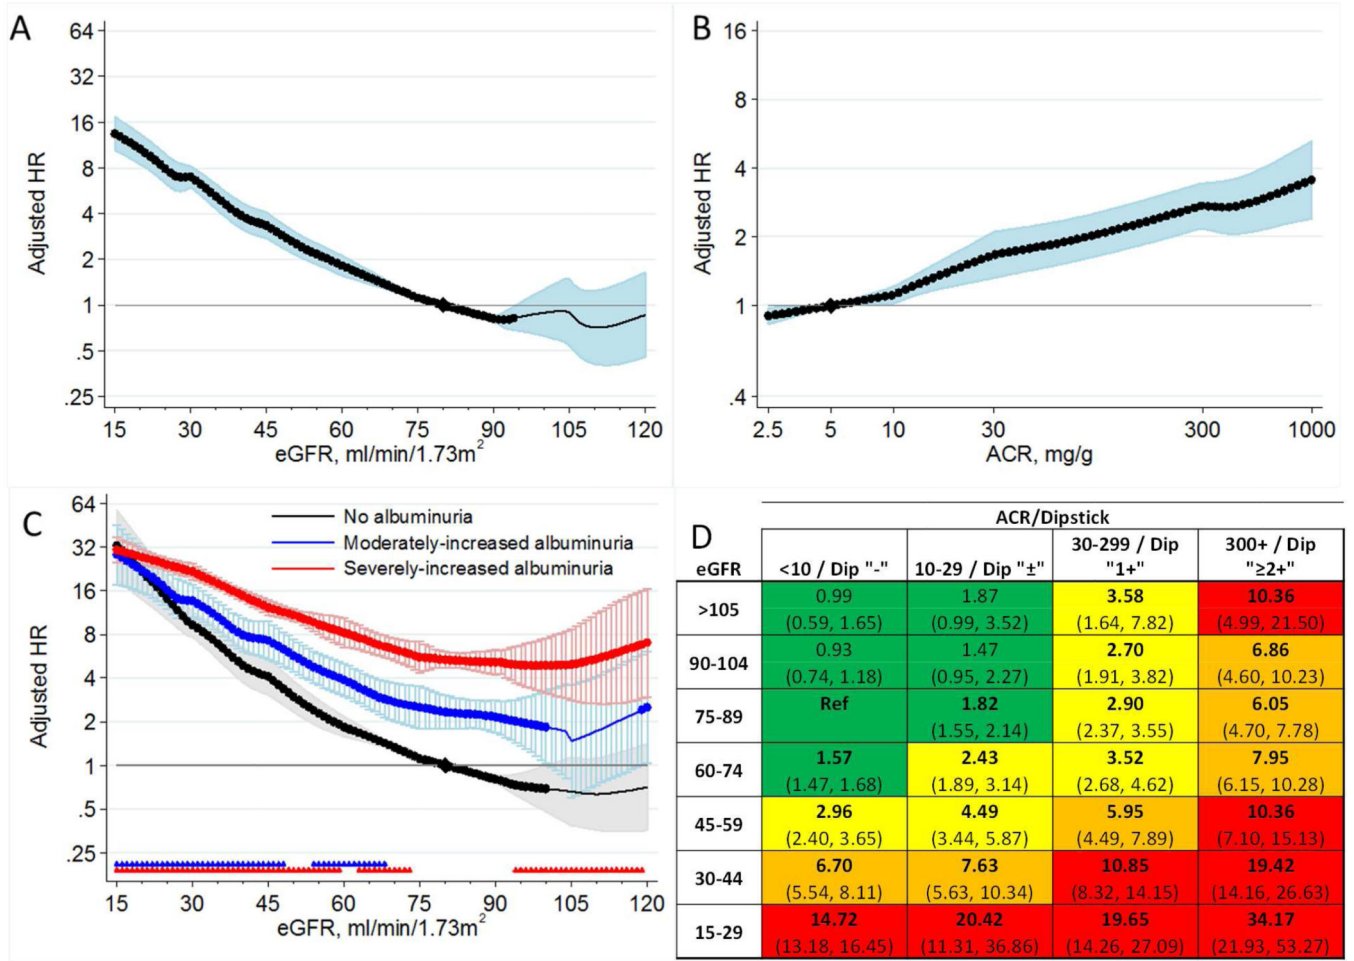 A
64
32
16
8
4
2
1
.5
.25
Adjusted HR
15 30 45 60 75 90 105 120
eGFR, ml/min/1.73m²
B
16
8
4
2
1
.4
Adjusted HR
2.5 5 10 30 300 1000
ACR, mg/g
C
64
32
16
8
4
2
1
.5
.25
Adjusted HR
No albuminuria
Moderately-increased albuminuria
Severely-increased albuminuria
15 30 45 60 75 90 105 120
eGFR, ml/min/1.73m²
D
ACR/Dipstick
30-299 / Dip 300+ / Dip
eGFR <10 / Dip "-" 10-29 / Dip "±" "1+" "≥2+"
>105
0.99 1.87 3.58 10.36
(0.59, 1.65) (0.99, 3.52) (1.64, 7.82) (4.99, 21.50)
90-104
0.93 1.47 2.70 6.86
(0.74, 1.18) (0.95, 2.27) (1.91, 3.82) (4.60, 10.23)
75-89
Ref 1.82 2.90 6.05
(1.55, 2.14) (2.37, 3.55) (4.70, 7.78)
60-74
1.57 2.43 3.52 7.95
(1.47, 1.68) (1.89, 3.14) (2.68, 4.62) (6.15, 10.28)
45-59
2.96 4.49 5.95 10.36
(2.40, 3.65) (3.44, 5.87) (4.49, 7.89) (7.10, 15.13)
30-44
6.70 7.63 10.85 19.42
(5.54, 8.11) (5.63, 10.34) (8.32, 14.15) (14.16, 26.63)
15-29
14.72 20.42 19.65 34.17
(13.18, 16.45) (11.31, 36.86) (14.26, 27.09) (21.93, 53.27)